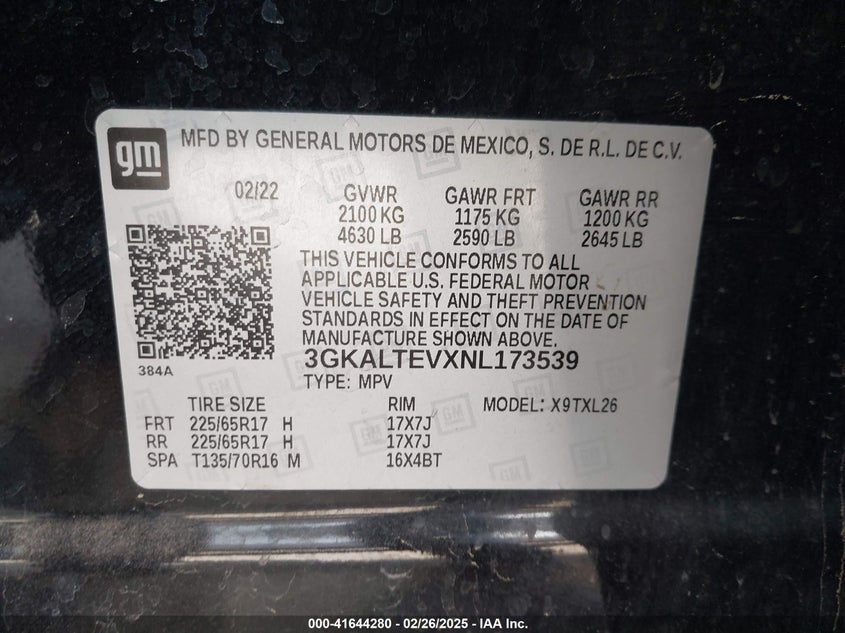 gm
MFD BY GENERAL MOTORS DE MEXICO, S. DE R.L. DE C.V.
02/22 GVWR GAWR FRT GAWR RR
2100 KG 1175 KG 1200 KG
4630 LB 2590 LB 2645 LB
THIS VEHICLE CONFORMS TO ALL
APPLICABLE U.S. FEDERAL MOTOR
VEHICLE SAFETY AND THEFT PREVENTION
STANDARDS IN EFFECT ON THE DATE OF
MANUFACTURE SHOWN ABOVE.
384A
3GKALTEVXNL173539
TYPE: MPV
TIRE SIZE RIM MODEL: X9TXL26
FRT 225/65R17 H 17X7J
RR 225/65R17 H 17X7J
SPA T135/70R16 M 16X4BT
000-41644280 - 02/26/2025 - IAA Inc.